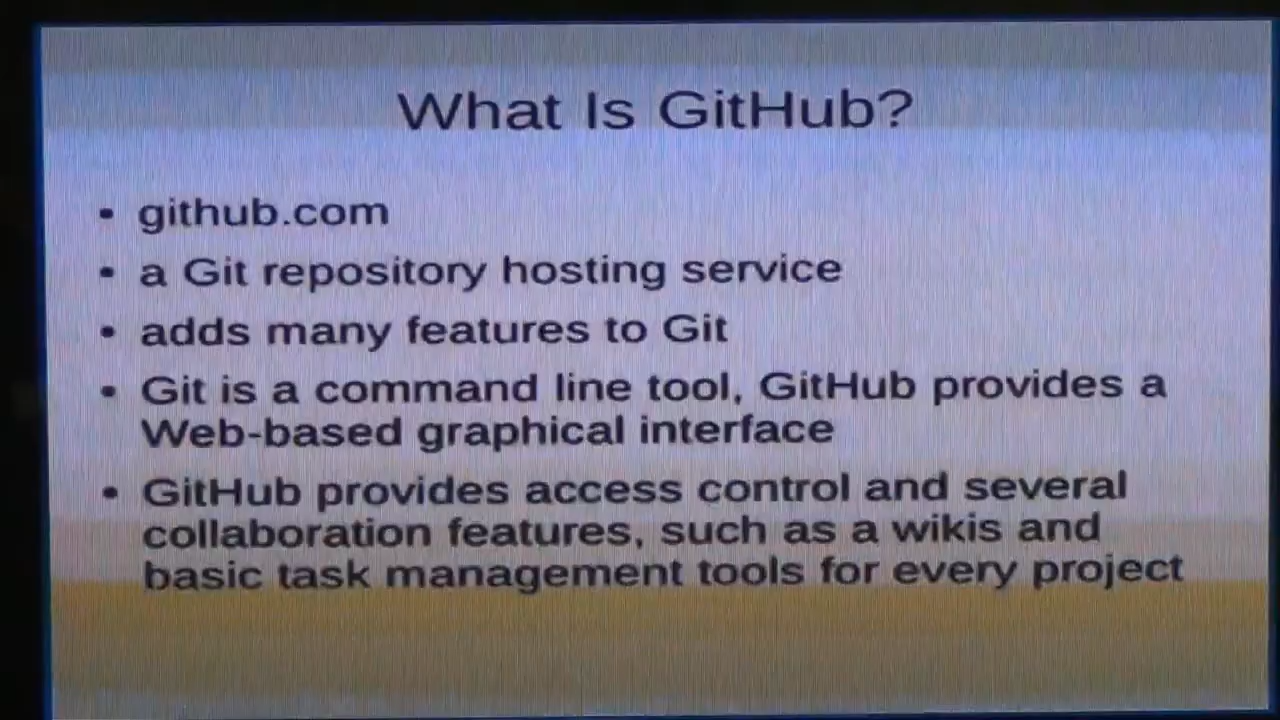 What Is GitHub?
• github.com
• a Git repository hosting service
• adds many features to Git
• Git is a command line tool, GitHub provides a
Web-based graphical interface
• GitHub provides access control and several
collaboration features, such as a wikis and
basic task management tools for every project